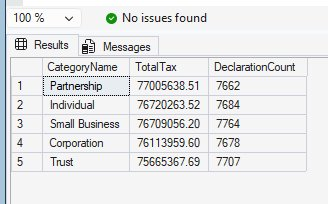 100 % No issues found
Results Messages
CategoryName TotalTax DeclarationCount
1 Partnership 77005638.51 7662
2 Individual 76720263.52 7684
3 Small Business 76709056.20 7764
4 Corporation 76113959.60 7678
5 Trust 75665367.69 7707